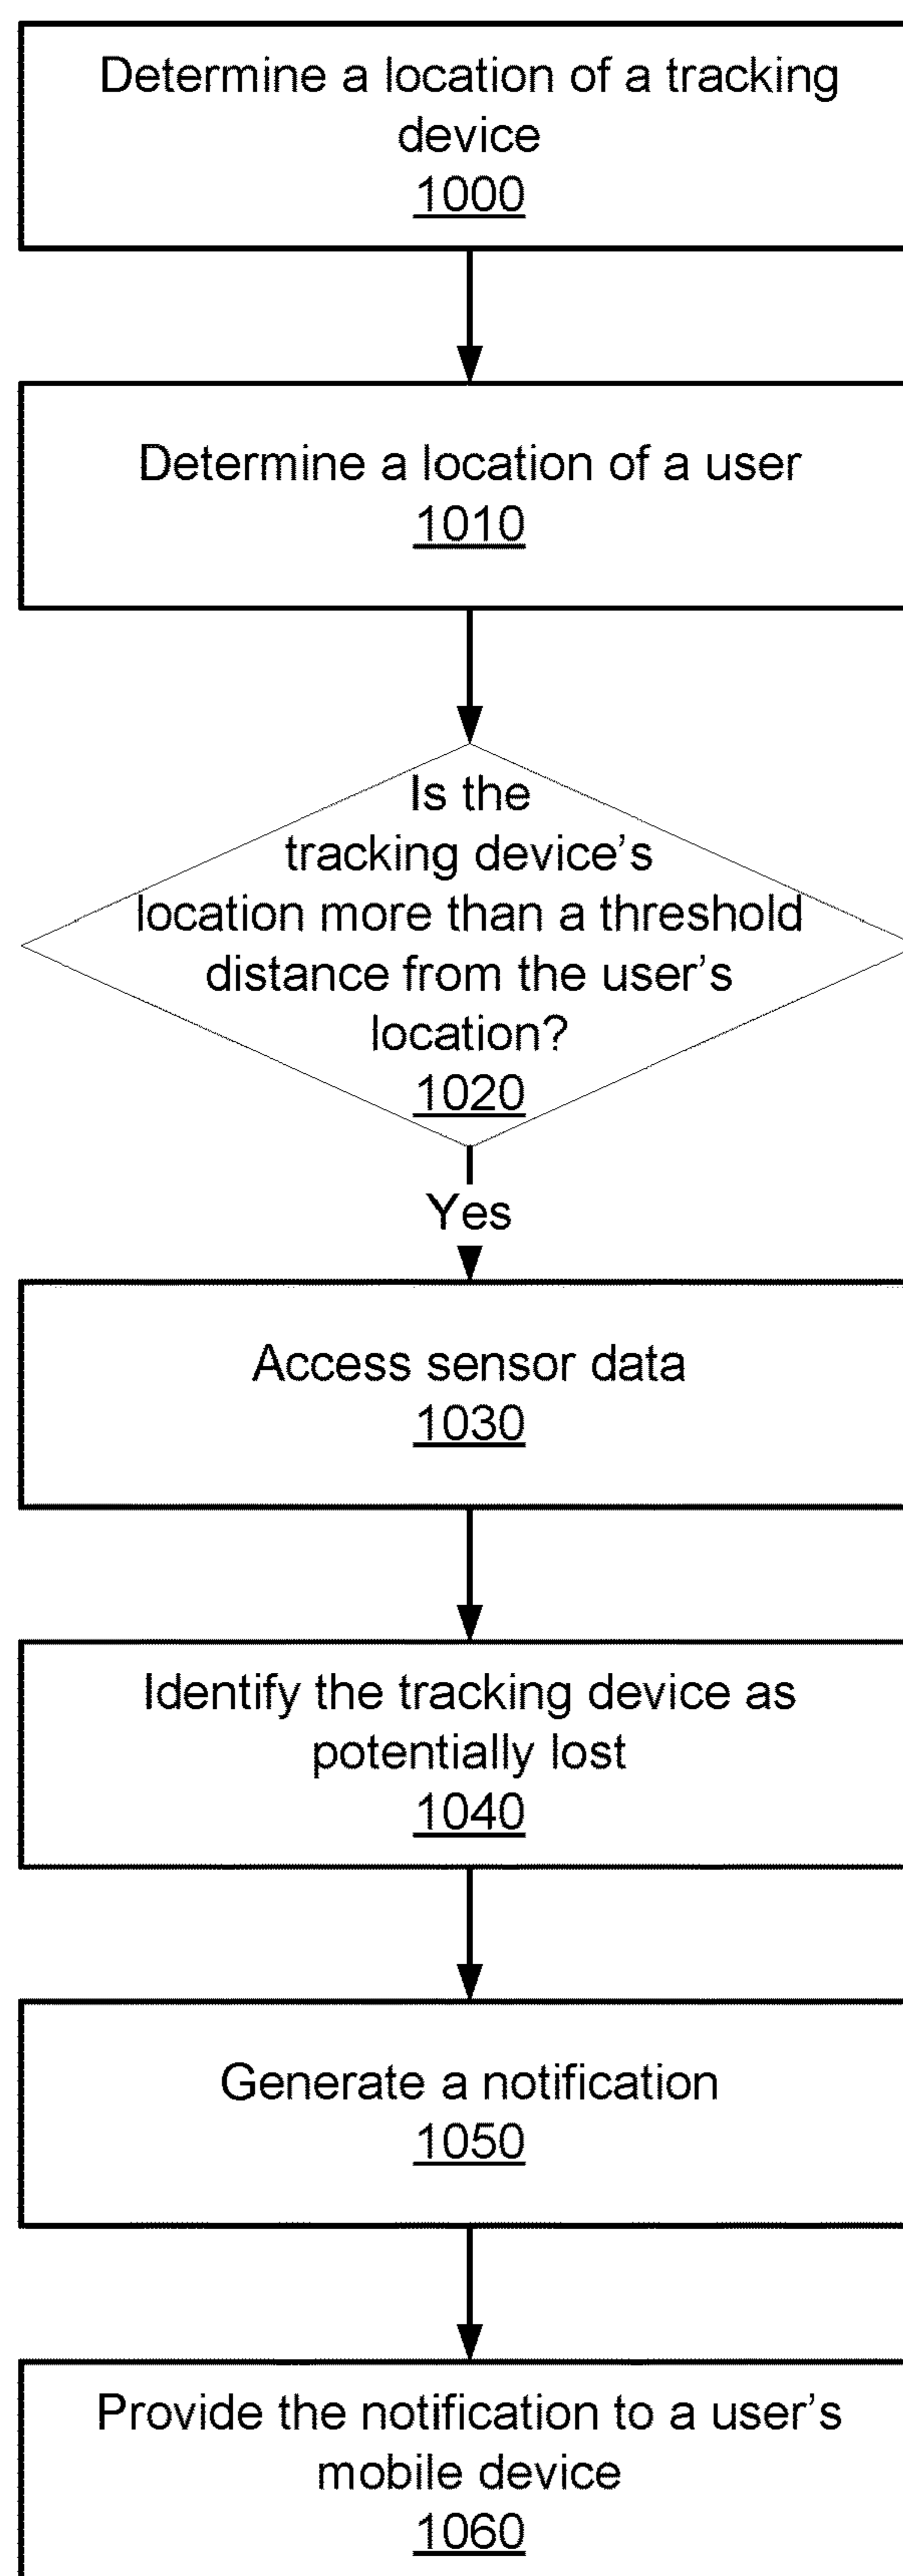 Determine a location of a tracking
device
1000
Determine a location of a user
1010
Is the
tracking device's
location more than a threshold
distance from the user's
location?
1020
Yes
Access sensor data
1030
Identify the tracking device as
potentially lost
1040
Generate a notification
1050
Provide the notification to a user's
mobile device
1060